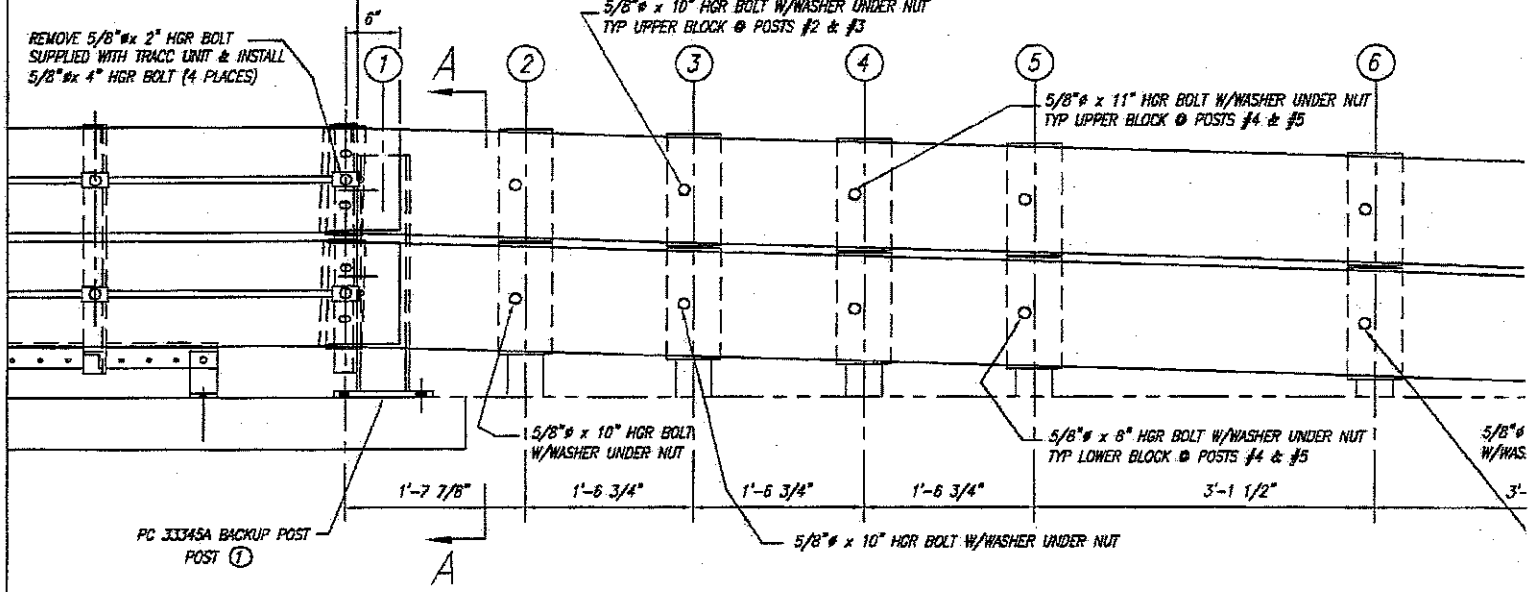 5/8"ø x 10" HGR BOLT W/WASHER UNDER NUT
TYP UPPER BLOCK @ POSTS #2 & #3
6"
REMOVE 5/8"øx 2" HGR BOLT
SUPPLIED WITH TRACC UNIT & INSTALL
5/8"øx 4" HGR BOLT (4 PLACES)
1
A
2
3
4
5
6
5/8"ø x 11" HGR BOLT W/WASHER UNDER NUT
TYP UPPER BLOCK @ POSTS #4 & #5
5/8"ø x 10" HGR BOLT
W/WASHER UNDER NUT
5/8"ø x 8" HGR BOLT W/WASHER UNDER NUT
TYP LOWER BLOCK @ POSTS #4 & #5
5/8"ø
W/WAS
1'-7 7/8"
1'-6 3/4"
1'-6 3/4"
1'-6 3/4"
3'-1 1/2"
3'-
PC 33345A BACKUP POST
POST 1
5/8"ø x 10" HGR BOLT W/WASHER UNDER NUT
A